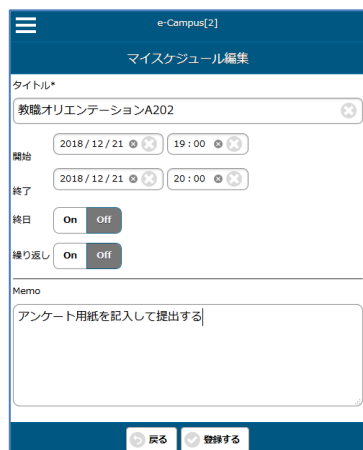 e-Campus[2]
マイスケジュール編集
タイトル*
教職オリエンテーションA202
開始
2018/12/21 19:00
終了
2018/12/21 20:00
終日 On Off
繰り返し On Off
Memo
アンケート用紙を記入して提出する
戻る 登録する